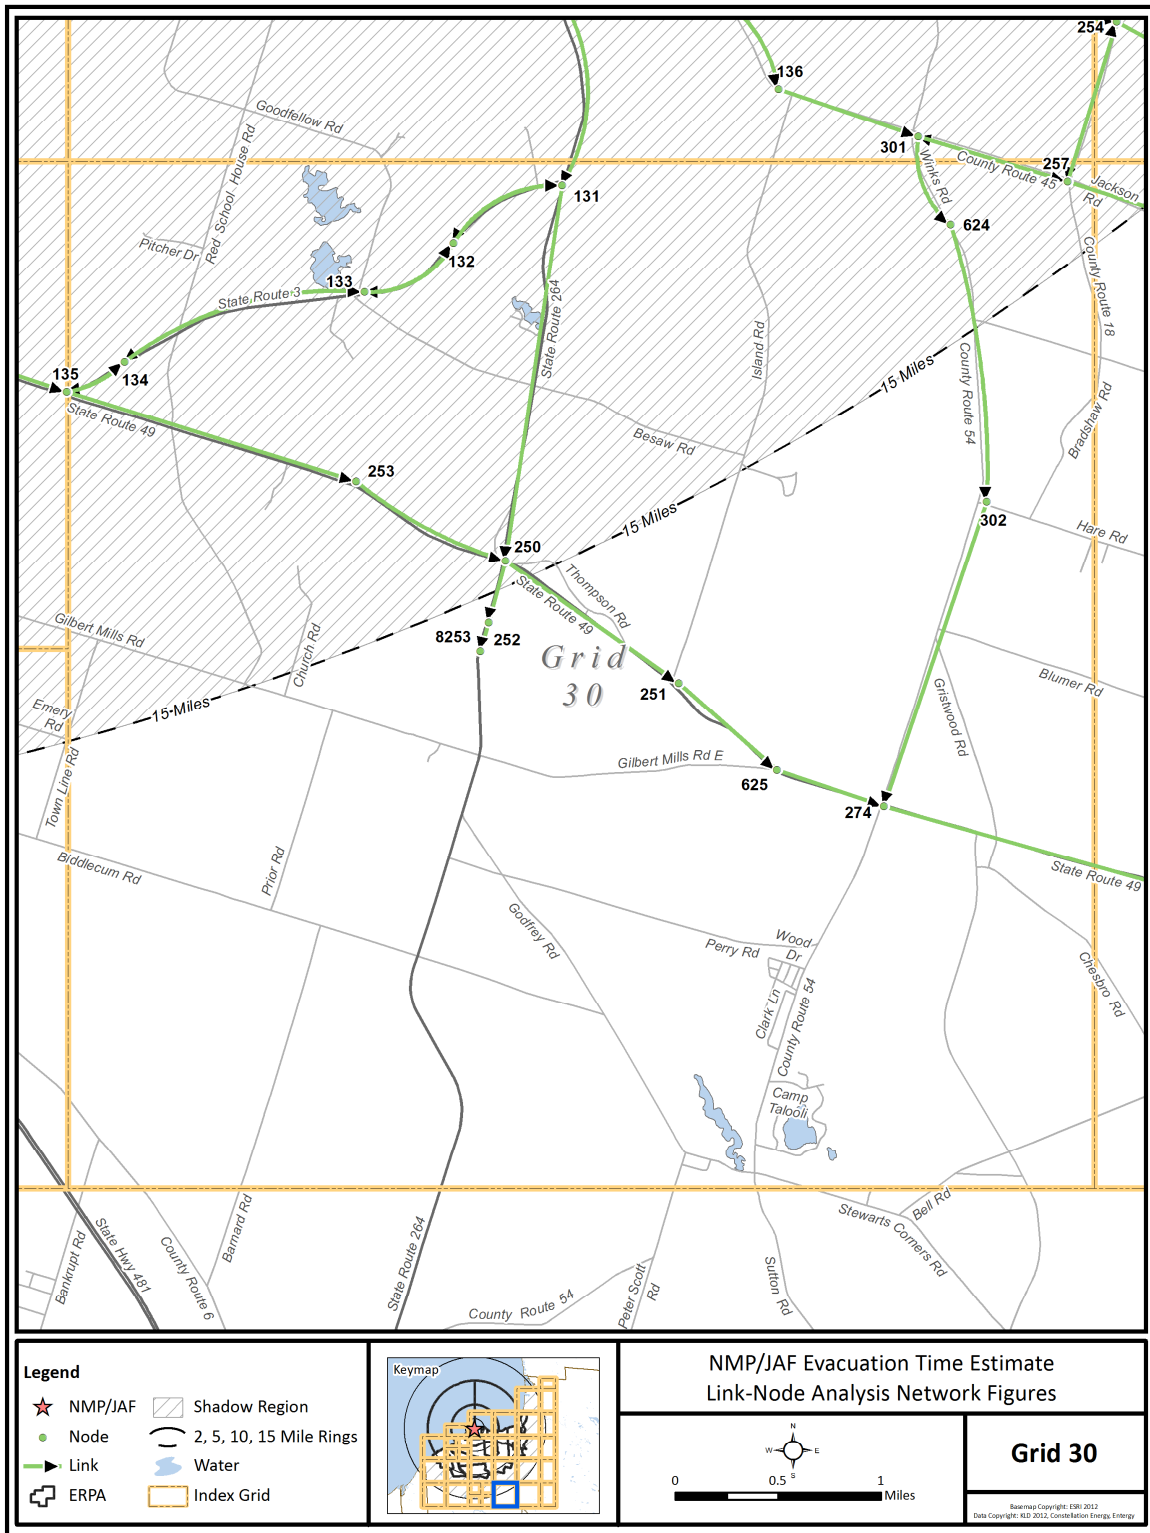 254
136
Goodfellow Rd
301
County Route 45
257
Jackson
Rd
Winks Rd
Red School House Rd
131
624
Pitcher Dr
132
County Route 18
133
State Route 3
State Route 264
Island Rd
15 Miles
County Route 54
135
134
State Route 49
Bradshaw Rd
Besaw Rd
253
15 Miles
302
Hare Rd
250
Thompson Rd
State Route 49
Gilbert Mills Rd
8253
252
Church Rd
Grid
30
251
Blumer Rd
Gristwood Rd
15 Miles
Emery
Rd
Town Line Rd
Gilbert Mills Rd E
625
274
Biddlecum Rd
Prior Rd
State Route 49
Godfrey Rd
Perry Rd
Wood
Dr
Chesbro Rd
Clark Ln
County Route 54
Camp
Talooli
Bell Rd
Stewarts Corners Rd
Barnard Rd
State Route 264
State Hwy 481
County Route 6
Bankrupt Rd
Peter Scott
Rd
Sutton Rd
County Route 54
Legend
NMP/JAF
Shadow Region
Node
2, 5, 10, 15 Mile Rings
Link
Water
ERPA
Index Grid
Keymap
NMP/JAF Evacuation Time Estimate
Link-Node Analysis Network Figures
N
W
E
S
0
0.5
1
Miles
Grid 30
Basemap Copyright: ESRI 2012
Data Copyright: KLD 2012, Constellation Energy, Entergy